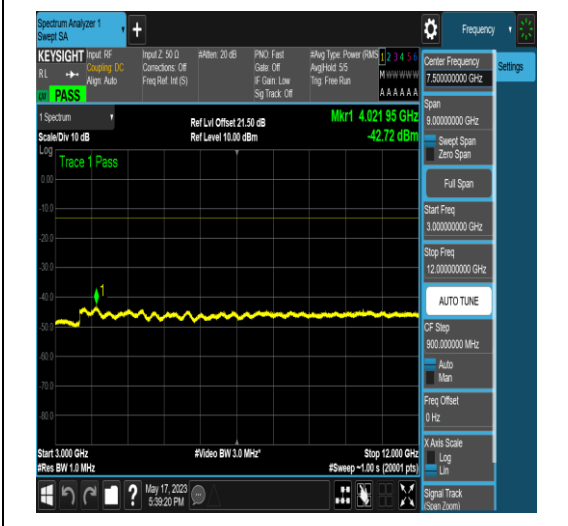 Spectrum Analyzer 1
Swept SA
Frequency
KEYSIGHT
RL
PASS
Input: RF
Coupling: DC
Align: Auto
Input Z: 50 Ω
Corrections: Off
Freq Ref: Int (S)
#Atten: 20 dB
PNO: Fast
Gate: Off
IF Gain: Low
Sig Track: Off
#Avg Type: Power (RMS
Avg|Hold: 5/5
Trig: Free Run
1 2 3 4 5 6
M W W W W W
A A A A A A
1 Spectrum
Scale/Div 10 dB
Log
Ref Lvl Offset 21.50 dB
Ref Level 10.00 dBm
Mkr1 4.021 95 GHz
-42.72 dBm
Trace 1 Pass
0.00
-10.0
-20.0
-30.0
-40.0
-50.0
-60.0
-70.0
-80.0
1
Start 3.000 GHz
#Res BW 1.0 MHz
#Video BW 3.0 MHz*
Stop 12.000 GHz
#Sweep ~1.00 s (20001 pts)
May 17, 2023
5:39:20 PM
Center Frequency
7.500000000 GHz
Settings
Span
9.00000000 GHz
Swept Span
Zero Span
Full Span
Start Freq
3.000000000 GHz
Stop Freq
12.000000000 GHz
AUTO TUNE
CF Step
900.000000 MHz
Auto
Man
Freq Offset
0 Hz
X Axis Scale
Log
Lin
Signal Track
(Span Zoom)